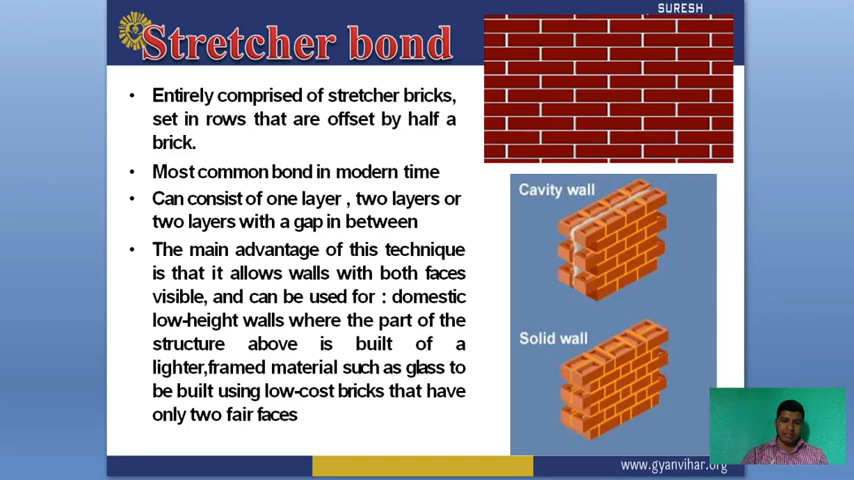 SURESH
Stretcher bond
• Entirely comprised of stretcher bricks,
set in rows that are offset by half a
brick.
• Most common bond in modern time
• Can consist of one layer , two layers or
two layers with a gap in between
• The main advantage of this technique
is that it allows walls with both faces
visible, and can be used for : domestic
low-height walls where the part of the
structure above is built of a
lighter,framed material such as glass to
be built using low-cost bricks that have
only two fair faces
Cavity wall
Solid wall
www.gyanvihar.org